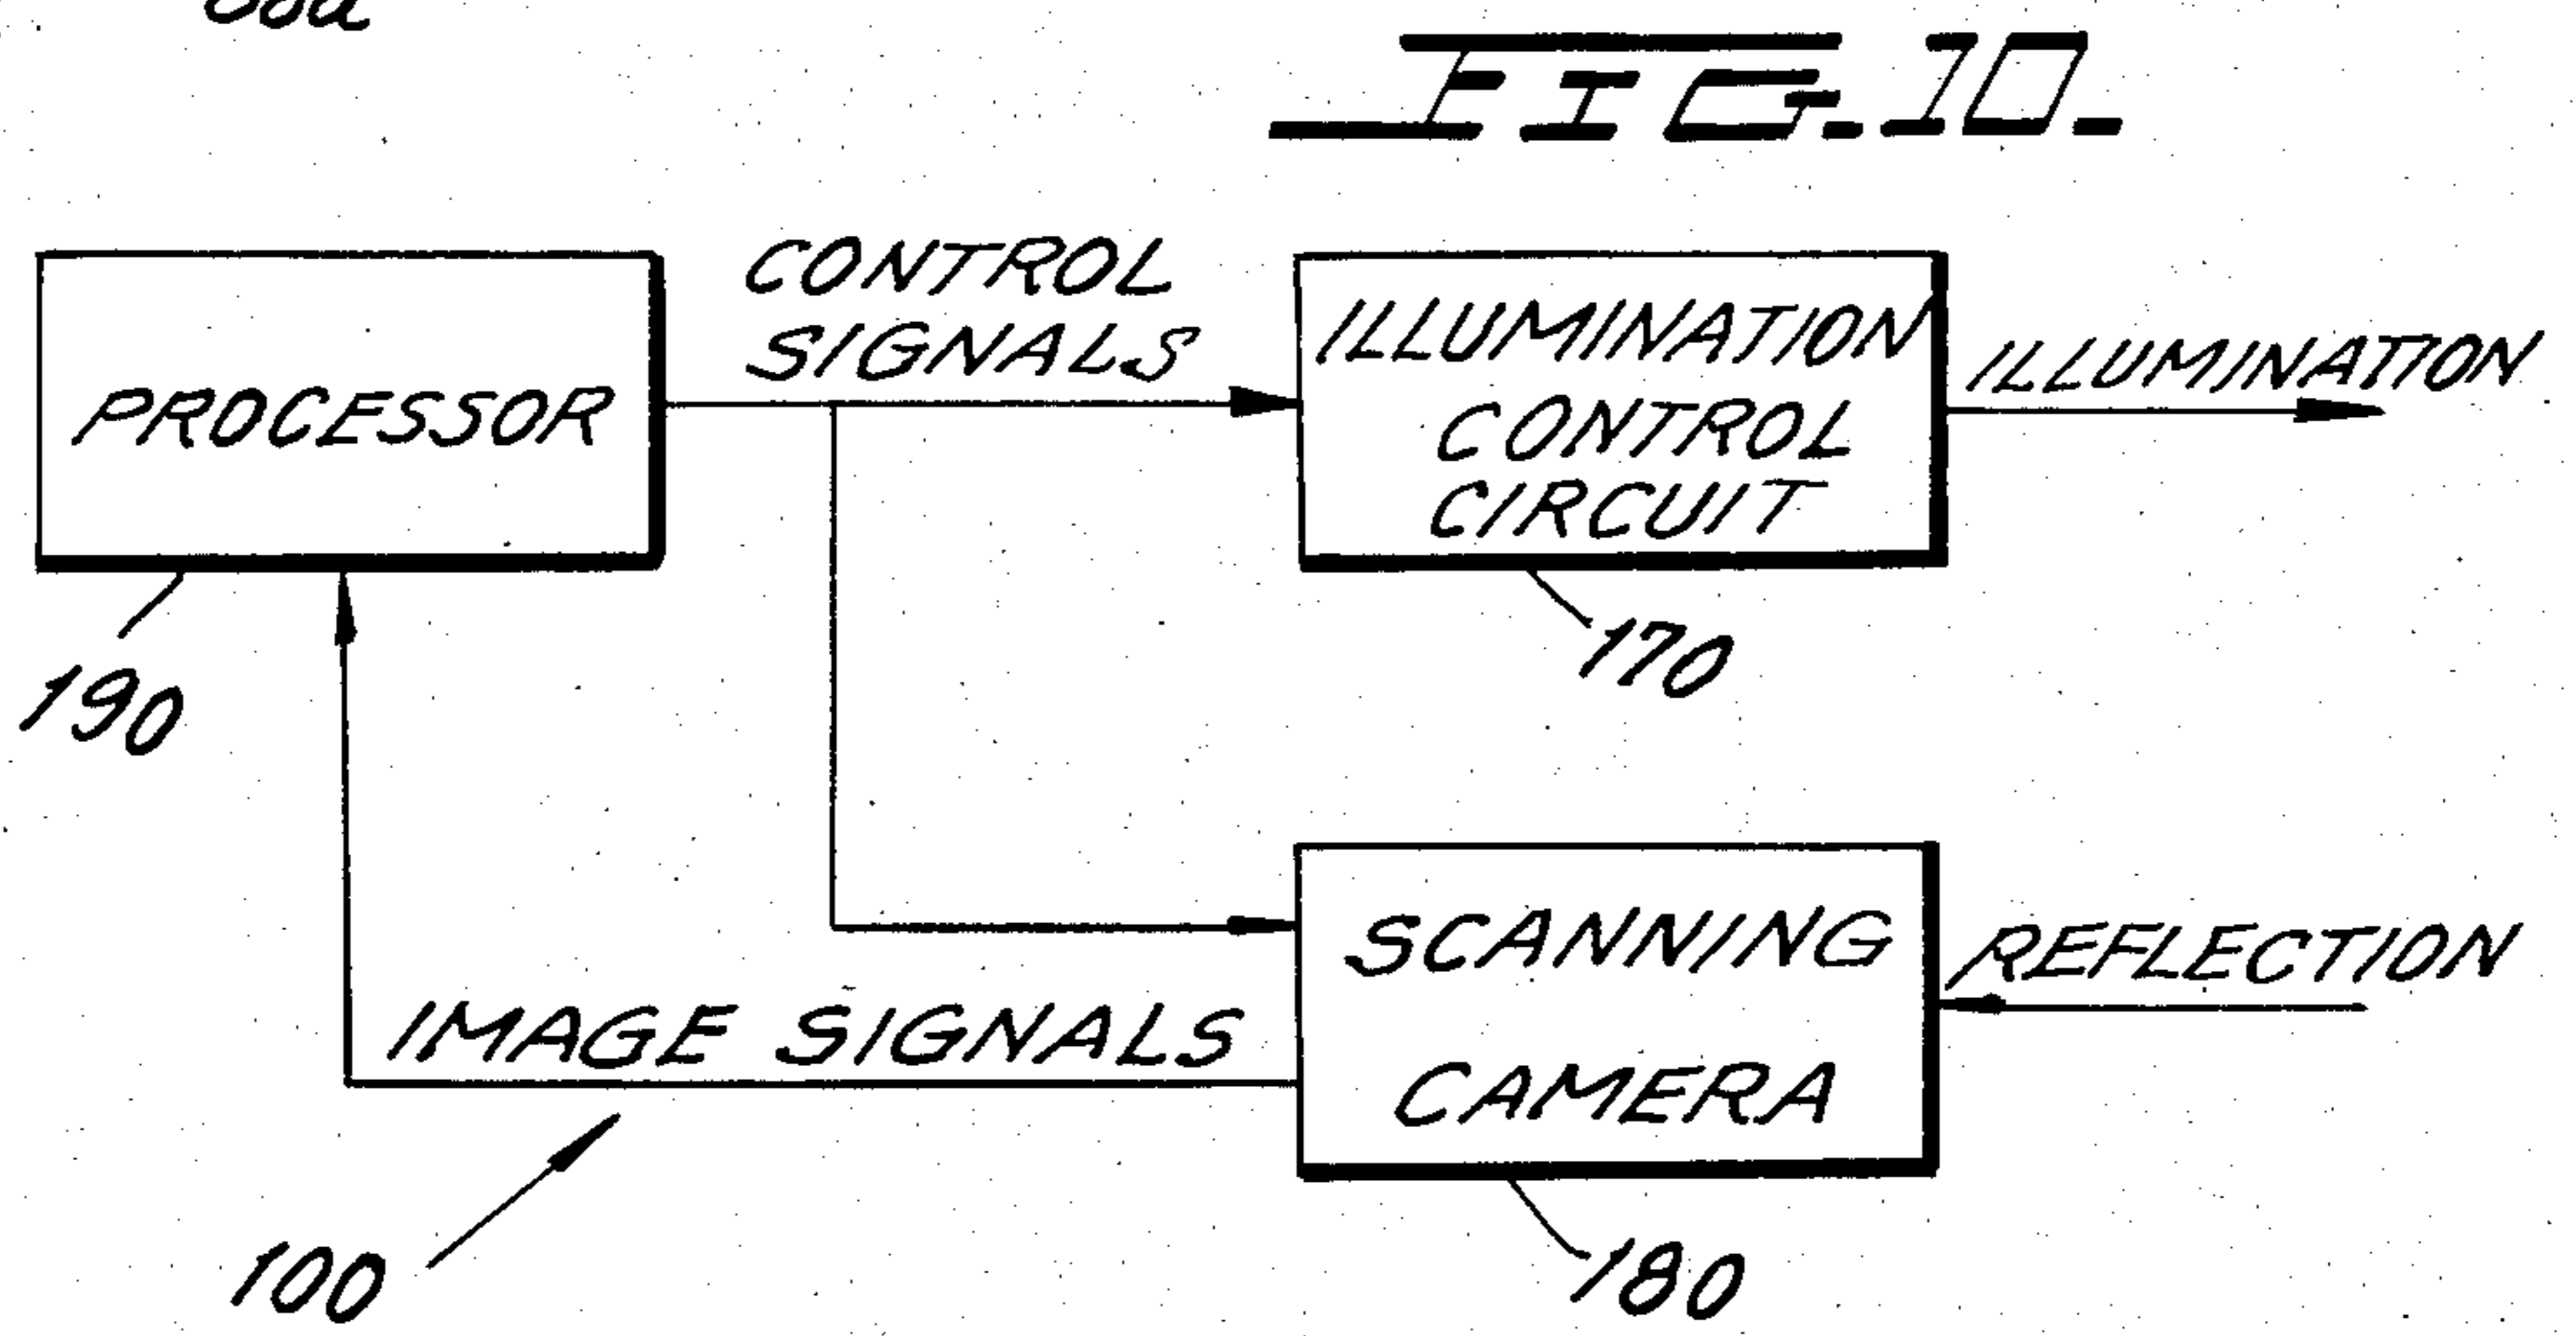 FIG. 10.
CONTROL
SIGNALS
PROCESSOR
ILLUMINATION
CONTROL
CIRCUIT
ILLUMINATION
190
170
SCANNING
CAMERA
REFLECTION
IMAGE SIGNALS
100
180